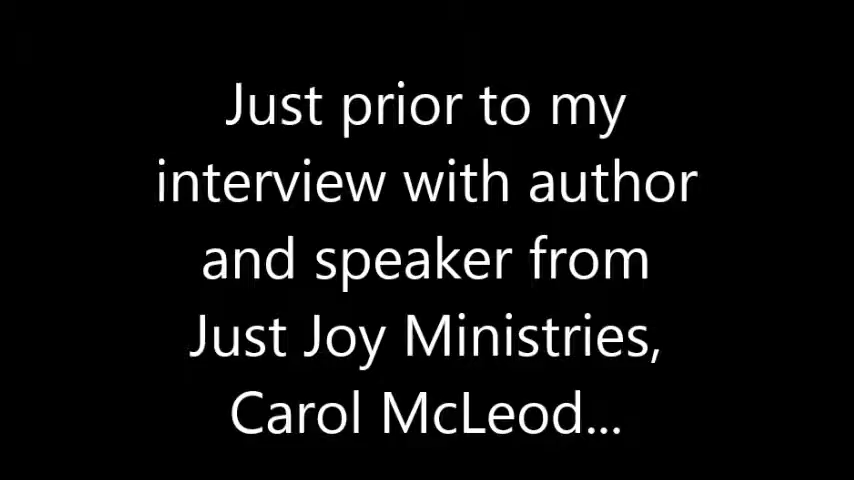 Just prior to my
interview with author
and speaker from
Just Joy Ministries,
Carol McLeod...